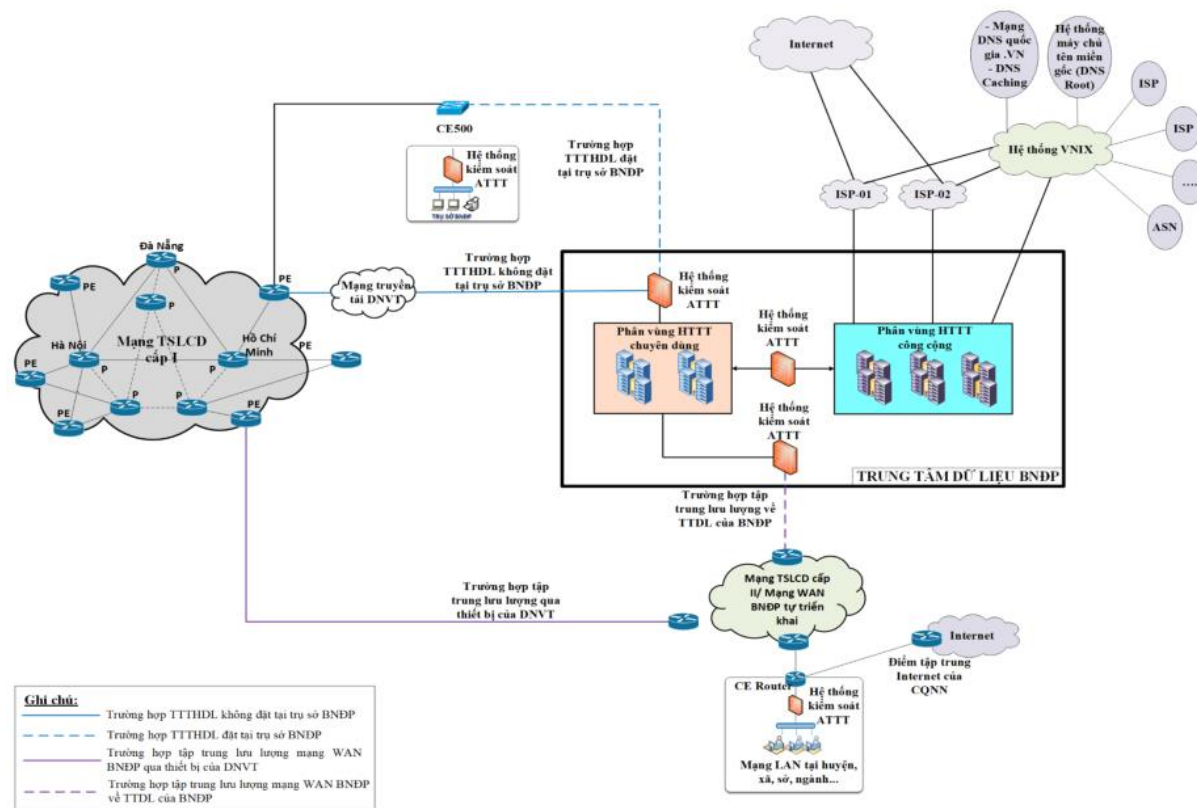 Internet
- Mạng
DNS quốc
gia .VN
- DNS
Caching
Hệ thống
máy chủ
tên miền
gốc (DNS
Root)
ISP
ISP
....
ASN
Hệ thống VNIX
ISP-01
ISP-02
CE500
Hệ thống
kiểm soát
ATTT
TRỤ SỞ BNĐP
Trường hợp
TTTHDL đặt
tại trụ sở BNĐP
Trường hợp
TTTHDL không đặt
tại trụ sở BNĐP
Mạng truyền
tải DNVT
Đà Nẵng
P
PE
PE
P
Mạng TSLCD
cấp I
Hà Nội
P
Hồ Chí
Minh
P
PE
PE
P
P
PE
PE
Hệ thống
kiểm soát
ATTT
Phân vùng HTTT
chuyên dùng
Hệ thống
kiểm soát
ATTT
Phân vùng HTTT
công cộng
Hệ thống
kiểm soát
ATTT
TRUNG TÂM DỮ LIỆU BNĐP
Trường hợp tập
trung lưu lượng về
TTDL của BNĐP
Trường hợp tập
trung lưu lượng qua
thiết bị của DNVT
Mạng TSLCD cấp
II/ Mạng WAN
BNĐP tự triển
khai
Internet
Điểm tập trung
Internet của
CQNN
CE Router
Hệ thống
kiểm soát
ATTT
Mạng LAN tại huyện,
xã, sở, ngành...
Ghi chú:
Trường hợp TTTHDL không đặt tại trụ sở BNĐP
Trường hợp TTTHDL đặt tại trụ sở BNĐP
Trường hợp tập trung lưu lượng mạng WAN
BNĐP qua thiết bị của DNVT
Trường hợp tập trung lưu lượng mạng WAN BNĐP
về TTDL của BNĐP